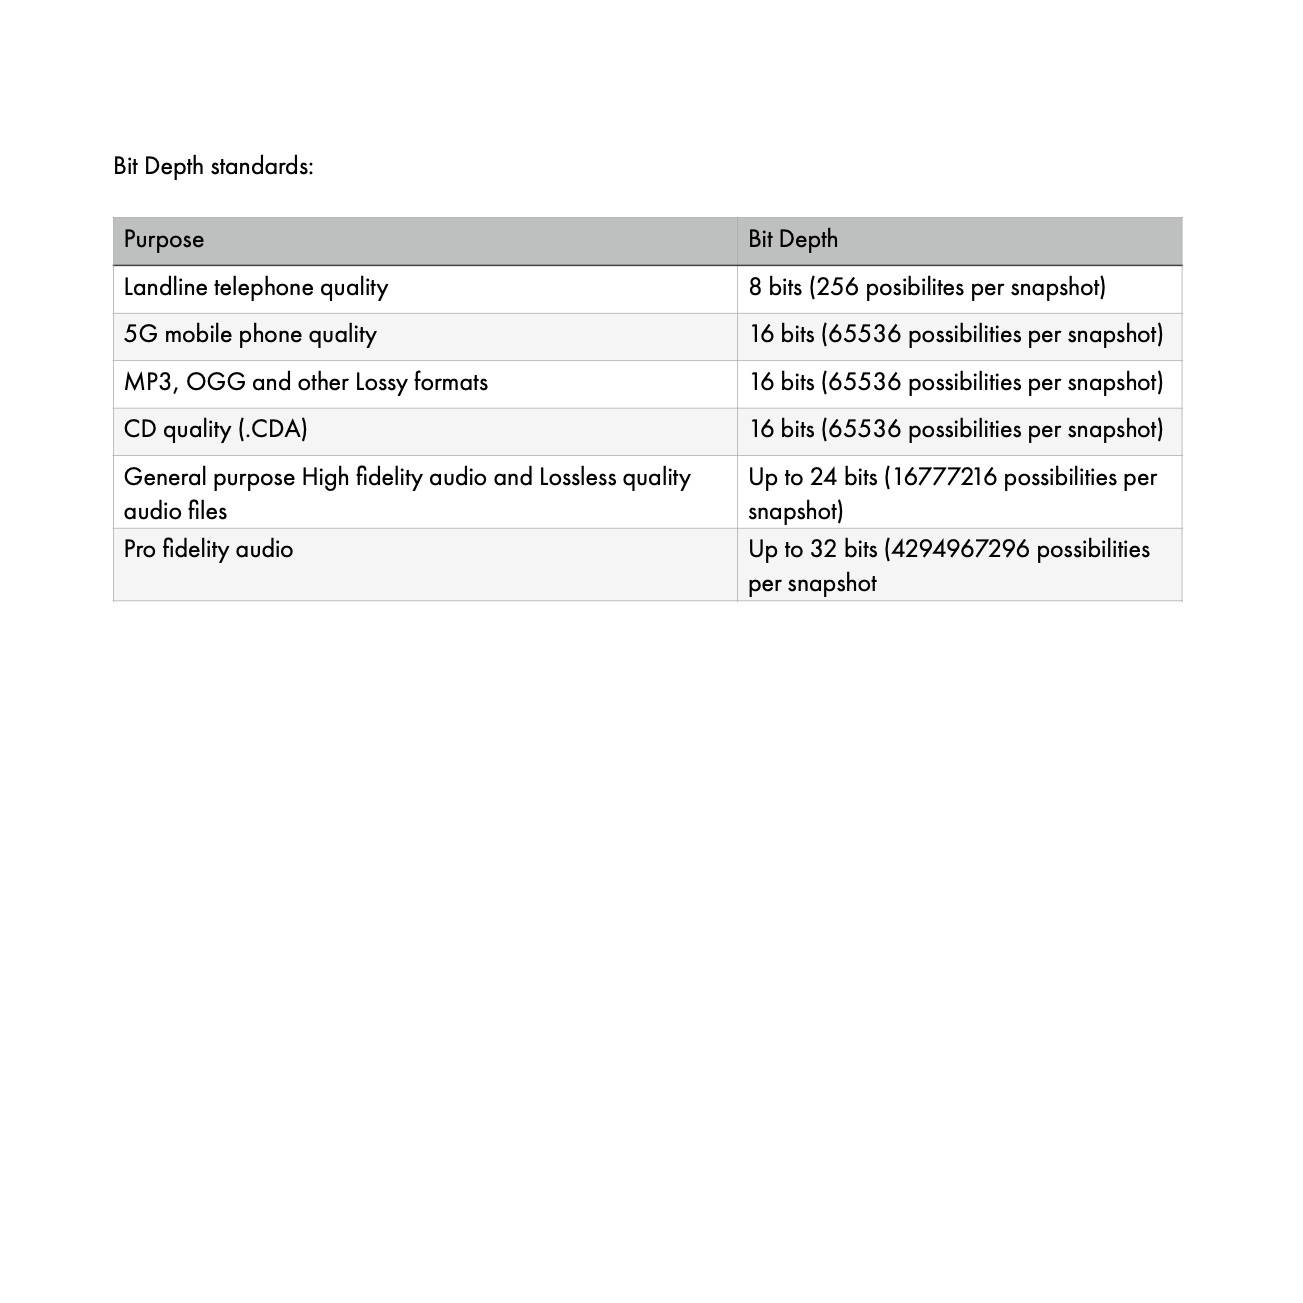 Bit Depth standards:
Purpose
Bit Depth
Landline telephone quality
8 bits (256 posibilites per snapshot)
5G mobile phone quality
16 bits (65536 possibilities per snapshot)
MP3, OGG and other Lossy formats
16 bits (65536 possibilities per snapshot)
CD quality (.CDA)
16 bits (65536 possibilities per snapshot)
General purpose High fidelity audio and Lossless quality
audio files
Up to 24 bits (16777216 possibilities per
snapshot)
Pro fidelity audio
Up to 32 bits (4294967296 possibilities
per snapshot